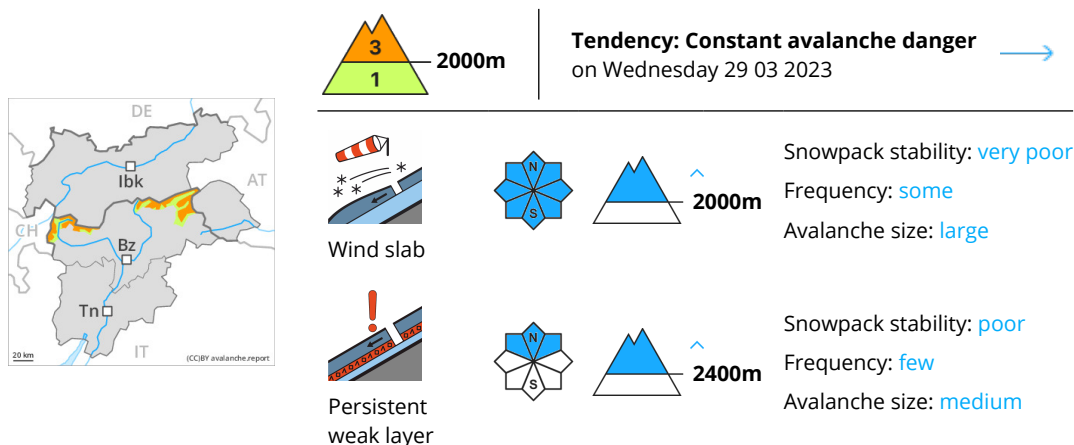 3
1
2000m
Tendency: Constant avalanche danger
on Wednesday 29 03 2023
DE
Ibk
AT
CH
Bz
Tn
IT
20 km
(CC)BY avalanche.report
Wind slab
N
S
2000m
Snowpack stability: very poor
Frequency: some
Avalanche size: large
Persistent
weak layer
N
S
2400m
Snowpack stability: poor
Frequency: few
Avalanche size: medium